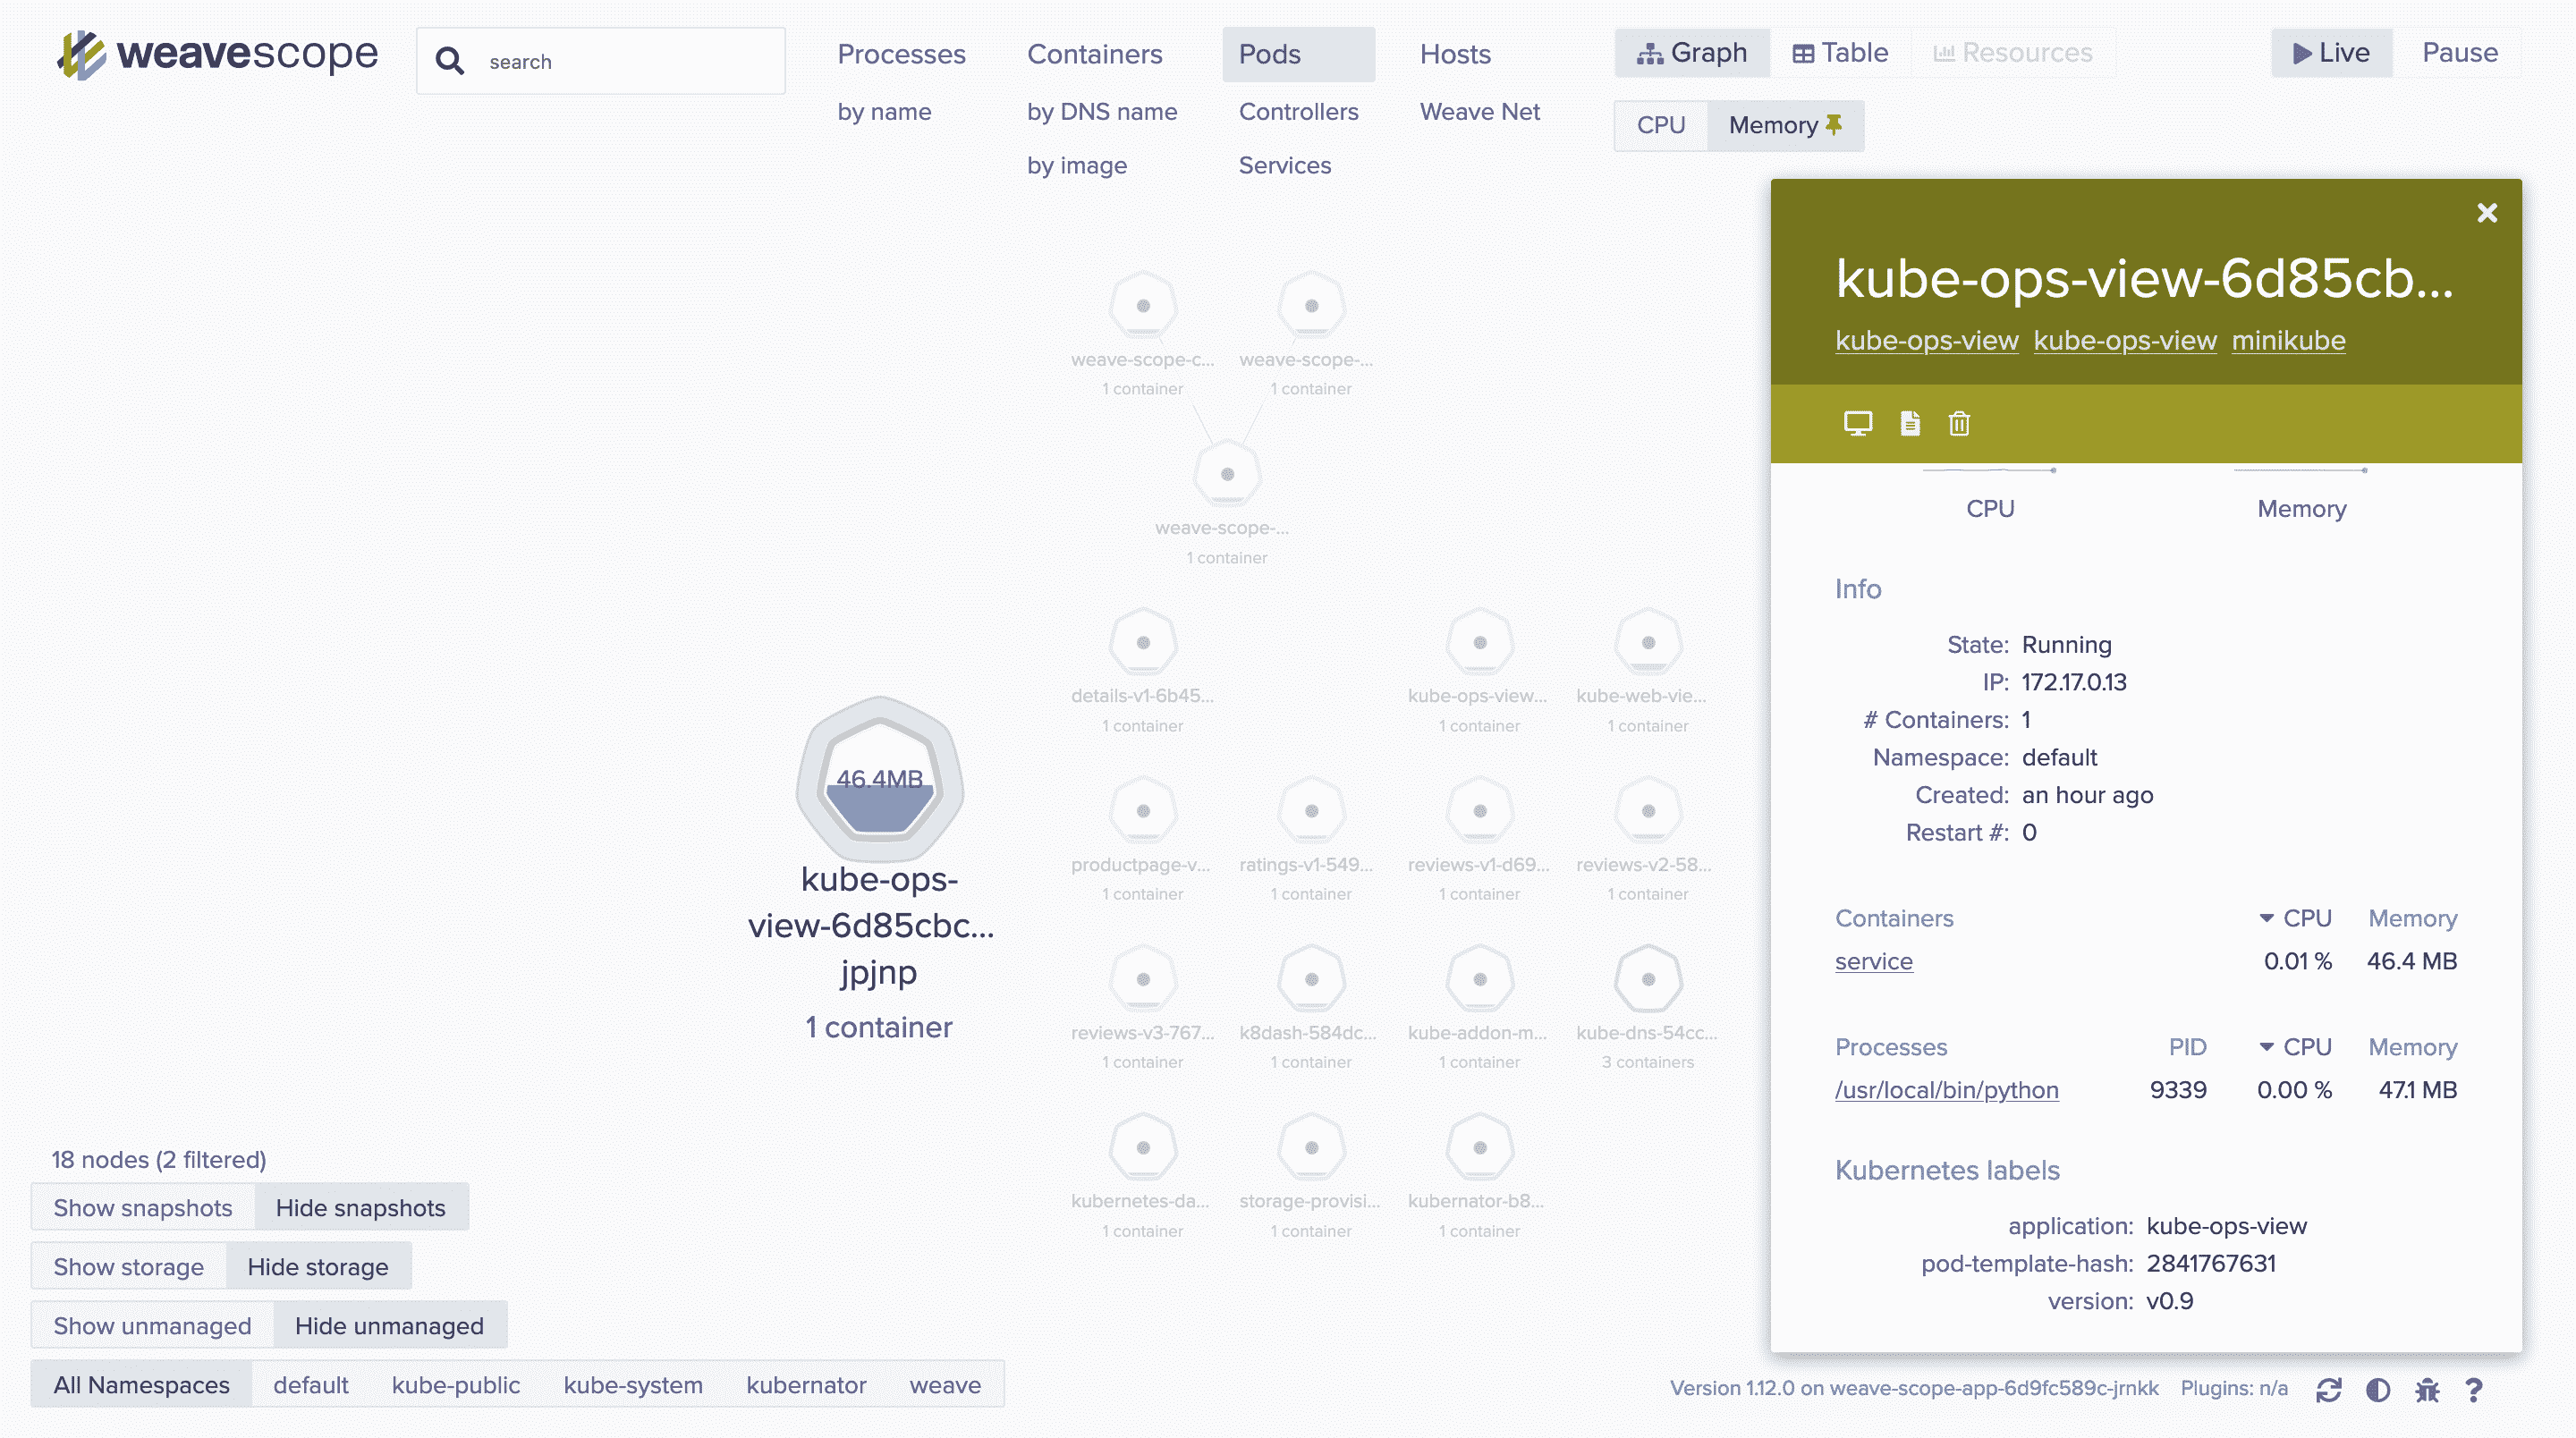 weavescope
search
Processes
by name
Containers
by DNS name
by image
Pods
Controllers
Services
Hosts
Weave Net
Graph Table Resources
CPU Memory
Live Pause
weave-scope-c...
1 container
weave-scope-...
1 container
weave-scope-...
1 container
details-v1-6b45...
1 container
kube-ops-view...
1 container
kube-web-vie...
1 container
46.4MB
kube-ops-
view-6d85cbc...
jpjnp
1 container
productpage-v...
1 container
ratings-v1-549...
1 container
reviews-v1-d69...
1 container
reviews-v2-58...
1 container
reviews-v3-767...
1 container
k8dash-584dc...
1 container
kube-addon-m...
1 container
kube-dns-54cc...
3 containers
kubernetes-da...
1 container
storage-provisi...
1 container
kubernator-b8...
1 container
kube-ops-view-6d85cb...
kube-ops-view kube-ops-view minikube
CPU Memory
Info
State: Running
IP: 172.17.0.13
# Containers: 1
Namespace: default
Created: an hour ago
Restart #: 0
Containers CPU Memory
service 0.01 % 46.4 MB
Processes PID CPU Memory
/usr/local/bin/python 9339 0.00 % 47.1 MB
Kubernetes labels
application: kube-ops-view
pod-template-hash: 2841767631
version: v0.9
18 nodes (2 filtered)
Show snapshots Hide snapshots
Show storage Hide storage
Show unmanaged Hide unmanaged
All Namespaces default kube-public kube-system kubernator weave
Version 1.12.0 on weave-scope-app-6d9fc589c-jrnkk Plugins: n/a